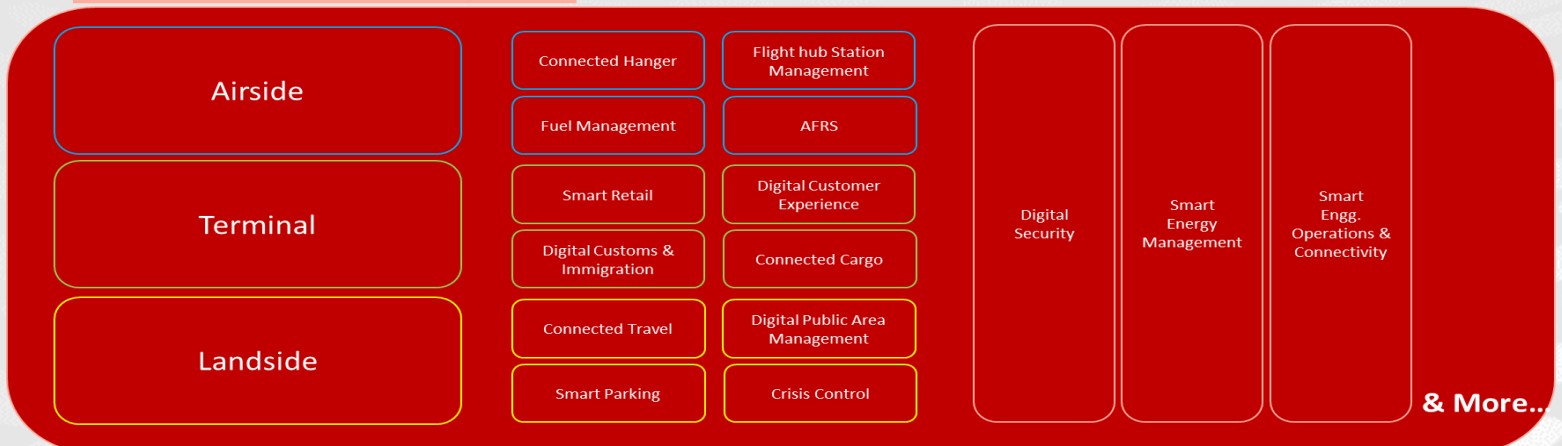 Airside
Connected Hanger
Flight hub Station
Management
Fuel Management
AFRS
Terminal
Smart Retail
Digital Customer
Experience
Digital Customs &
Immigration
Connected Cargo
Landside
Connected Travel
Digital Public Area
Management
Smart Parking
Crisis Control
Digital
Security
Smart
Energy
Management
Smart
Engg.
Operations &
Connectivity
& More...